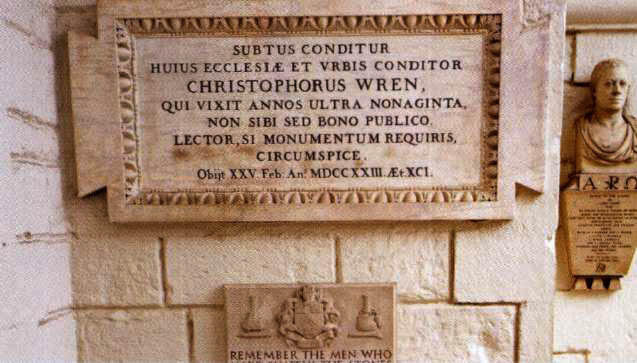 SUBTUS CONDITUR
HUIUS ECCLESIÆ ET VRBIS CONDITOR
CHRISTOPHORUS WREN,
QUI VIXIT ANNOS ULTRA NONAGINTA,
NON SIBI SED BONO PUBLICO.
LECTOR, SI MONUMENTUM REQUIRIS,
CIRCUMSPICE.
Obijt XXV. Feb: Anº: MDCCXXIII. Æt XCI.
REMEMBER THE MEN WHO